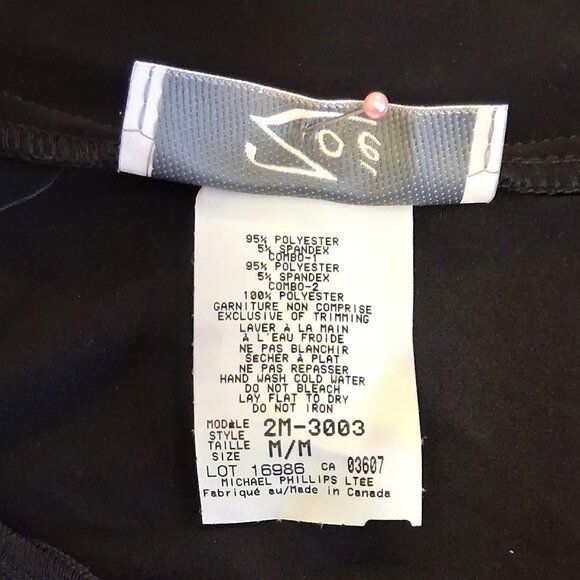 95% POLYESTER
5% SPANDEX
COMBO-1
95% POLYESTER
5% SPANDEX
COMBO-2
100% POLYESTER
GARNITURE NON COMPRISE
EXCLUSIVE OF TRIMMING
LAVER À LA MAIN
À L'EAU FROIDE
NE PAS BLANCHIR
SÉCHER À PLAT
NE PAS REPASSER
HAND WASH COLD WATER
DO NOT BLEACH
LAY FLAT TO DRY
DO NOT IRON
MODÈLE
STYLE 2M-3003
TAILLE
SIZE M/M
LOT 16986 CA 03607
MICHAEL PHILLIPS LTÉE
Fabriqué au/Made in Canada